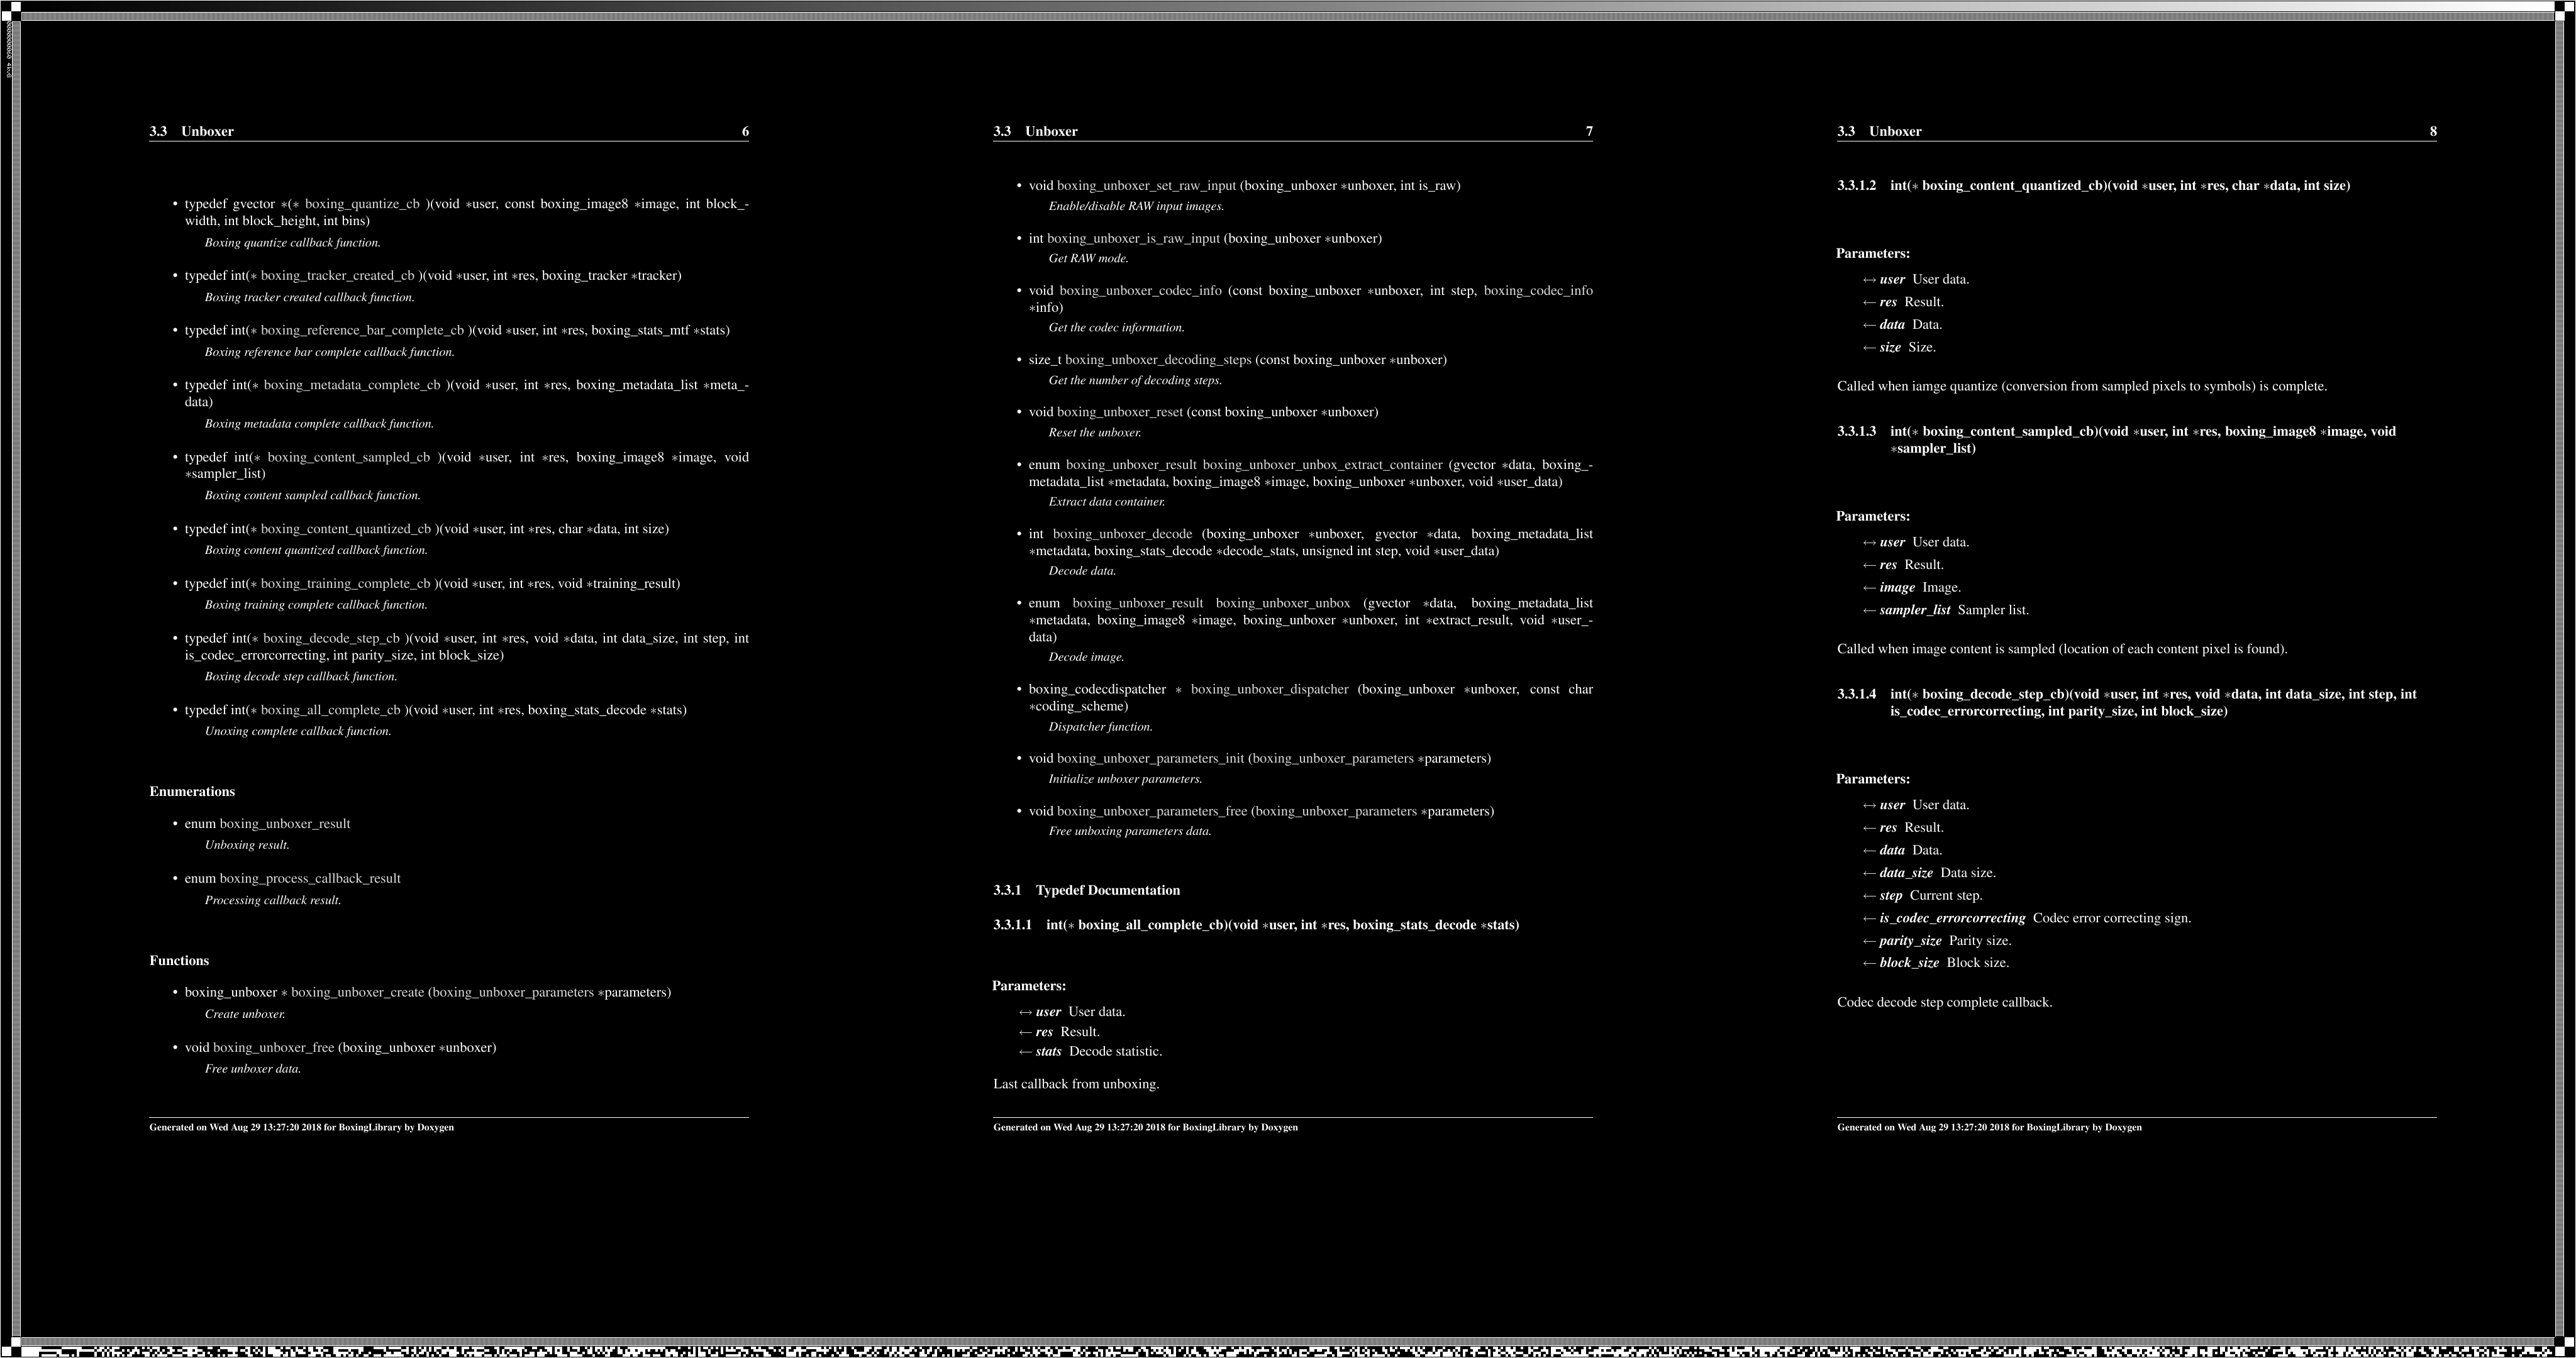 3.3 Unboxer 6
• typedef gvector *(* boxing_quantize_cb )(void *user, const boxing_image8 *image, int block_-
width, int block_height, int bins)
Boxing quantize callback function.
• typedef int(* boxing_tracker_created_cb )(void *user, int *res, boxing_tracker *tracker)
Boxing tracker created callback function.
• typedef int(* boxing_reference_bar_complete_cb )(void *user, int *res, boxing_stats_mtf *stats)
Boxing reference bar complete callback function.
• typedef int(* boxing_metadata_complete_cb )(void *user, int *res, boxing_metadata_list *meta_-
data)
Boxing metadata complete callback function.
• typedef int(* boxing_content_sampled_cb )(void *user, int *res, boxing_image8 *image, void
*sampler_list)
Boxing content sampled callback function.
• typedef int(* boxing_content_quantized_cb )(void *user, int *res, char *data, int size)
Boxing content quantized callback function.
• typedef int(* boxing_training_complete_cb )(void *user, int *res, void *training_result)
Boxing training complete callback function.
• typedef int(* boxing_decode_step_cb )(void *user, int *res, void *data, int data_size, int step, int
is_codec_errorcorrecting, int parity_size, int block_size)
Boxing decode step callback function.
• typedef int(* boxing_all_complete_cb )(void *user, int *res, boxing_stats_decode *stats)
Unoxing complete callback function.
Enumerations
• enum boxing_unboxer_result
Unboxing result.
• enum boxing_process_callback_result
Processing callback result.
Functions
• boxing_unboxer * boxing_unboxer_create (boxing_unboxer_parameters *parameters)
Create unboxer.
• void boxing_unboxer_free (boxing_unboxer *unboxer)
Free unboxer data.
Generated on Wed Aug 29 13:27:20 2018 for BoxingLibrary by Doxygen
3.3 Unboxer 7
• void boxing_unboxer_set_raw_input (boxing_unboxer *unboxer, int is_raw)
Enable/disable RAW input images.
• int boxing_unboxer_is_raw_input (boxing_unboxer *unboxer)
Get RAW mode.
• void boxing_unboxer_codec_info (const boxing_unboxer *unboxer, int step, boxing_codec_info
*info)
Get the codec information.
• size_t boxing_unboxer_decoding_steps (const boxing_unboxer *unboxer)
Get the number of decoding steps.
• void boxing_unboxer_reset (const boxing_unboxer *unboxer)
Reset the unboxer.
• enum boxing_unboxer_result boxing_unboxer_unbox_extract_container (gvector *data, boxing_-
metadata_list *metadata, boxing_image8 *image, boxing_unboxer *unboxer, void *user_data)
Extract data container.
• int boxing_unboxer_decode (boxing_unboxer *unboxer, gvector *data, boxing_metadata_list
*metadata, boxing_stats_decode *decode_stats, unsigned int step, void *user_data)
Decode data.
• enum boxing_unboxer_result boxing_unboxer_unbox (gvector *data, boxing_metadata_list
*metadata, boxing_image8 *image, boxing_unboxer *unboxer, int *extract_result, void *user_-
data)
Decode image.
• boxing_codecdispatcher * boxing_unboxer_dispatcher (boxing_unboxer *unboxer, const char
*coding_scheme)
Dispatcher function.
• void boxing_unboxer_parameters_init (boxing_unboxer_parameters *parameters)
Initialize unboxer parameters.
• void boxing_unboxer_parameters_free (boxing_unboxer_parameters *parameters)
Free unboxing parameters data.
3.3.1 Typedef Documentation
3.3.1.1 int(* boxing_all_complete_cb)(void *user, int *res, boxing_stats_decode *stats)
Parameters:
↔ user User data.
← res Result.
← stats Decode statistic.
Last callback from unboxing.
Generated on Wed Aug 29 13:27:20 2018 for BoxingLibrary by Doxygen
3.3 Unboxer 8
3.3.1.2 int(* boxing_content_quantized_cb)(void *user, int *res, char *data, int size)
Parameters:
↔ user User data.
← res Result.
← data Data.
← size Size.
Called when iamge quantize (conversion from sampled pixels to symbols) is complete.
3.3.1.3 int(* boxing_content_sampled_cb)(void *user, int *res, boxing_image8 *image, void
*sampler_list)
Parameters:
↔ user User data.
← res Result.
← image Image.
← sampler_list Sampler list.
Called when image content is sampled (location of each content pixel is found).
3.3.1.4 int(* boxing_decode_step_cb)(void *user, int *res, void *data, int data_size, int step, int
is_codec_errorcorrecting, int parity_size, int block_size)
Parameters:
↔ user User data.
← res Result.
← data Data.
← data_size Data size.
← step Current step.
← is_codec_errorcorrecting Codec error correcting sign.
← parity_size Parity size.
← block_size Block size.
Codec decode step complete callback.
Generated on Wed Aug 29 13:27:20 2018 for BoxingLibrary by Doxygen